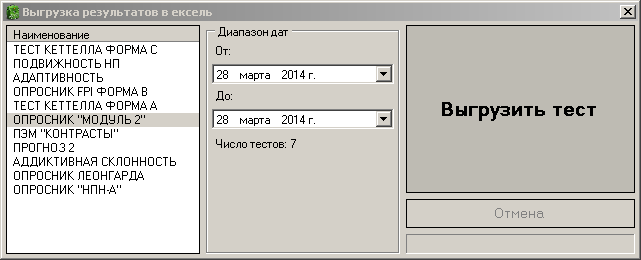 Выгрузка результатов в ексель
Наименование
ТЕСТ КЕТТЕЛЛА ФОРМА С
ПОДВИЖНОСТЬ НП
АДАПТИВНОСТЬ
ОПРОСНИК FPI ФОРМА B
ТЕСТ КЕТТЕЛЛА ФОРМА А
ОПРОСНИК "МОДУЛЬ 2"
ПЭМ "КОНТРАСТЫ"
ПРОГНОЗ 2
АДДИКТИВНАЯ СКЛОННОСТЬ
ОПРОСНИК ЛЕОНГАРДА
ОПРОСНИК "НПН-А"
Диапазон дат
От:
28 марта 2014 г.
До:
28 марта 2014 г.
Число тестов: 7
Выгрузить тест
Отмена